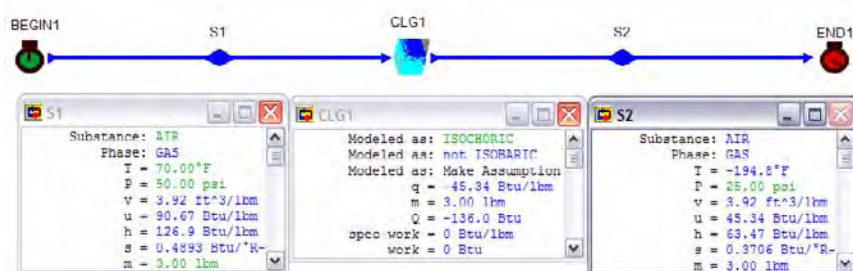 BEGIN1
S1
CLG1
S2
END1
S1
Substance: AIR
Phase: GAS
T = 70.00°F
P = 50.00 psi
v = 3.92 ft^3/lbm
u = 90.67 Btu/lbm
h = 126.9 Btu/lbm
s = 0.4893 Btu/°R-
m = 3.00 lbm
CLG1
Modeled as: ISOCHORIC
Modeled as: not ISOBARIC
Modeled as: Make Assumption
q = -45.34 Btu/lbm
m = 3.00 lbm
Q = -136.0 Btu
spec work = 0 Btu/lbm
work = 0 Btu
S2
Substance: AIR
Phase: GAS
T = -194.8°F
P = 25.00 psi
v = 3.92 ft^3/lbm
u = 45.34 Btu/lbm
h = 63.47 Btu/lbm
s = 0.3706 Btu/°R-
m = 3.00 lbm